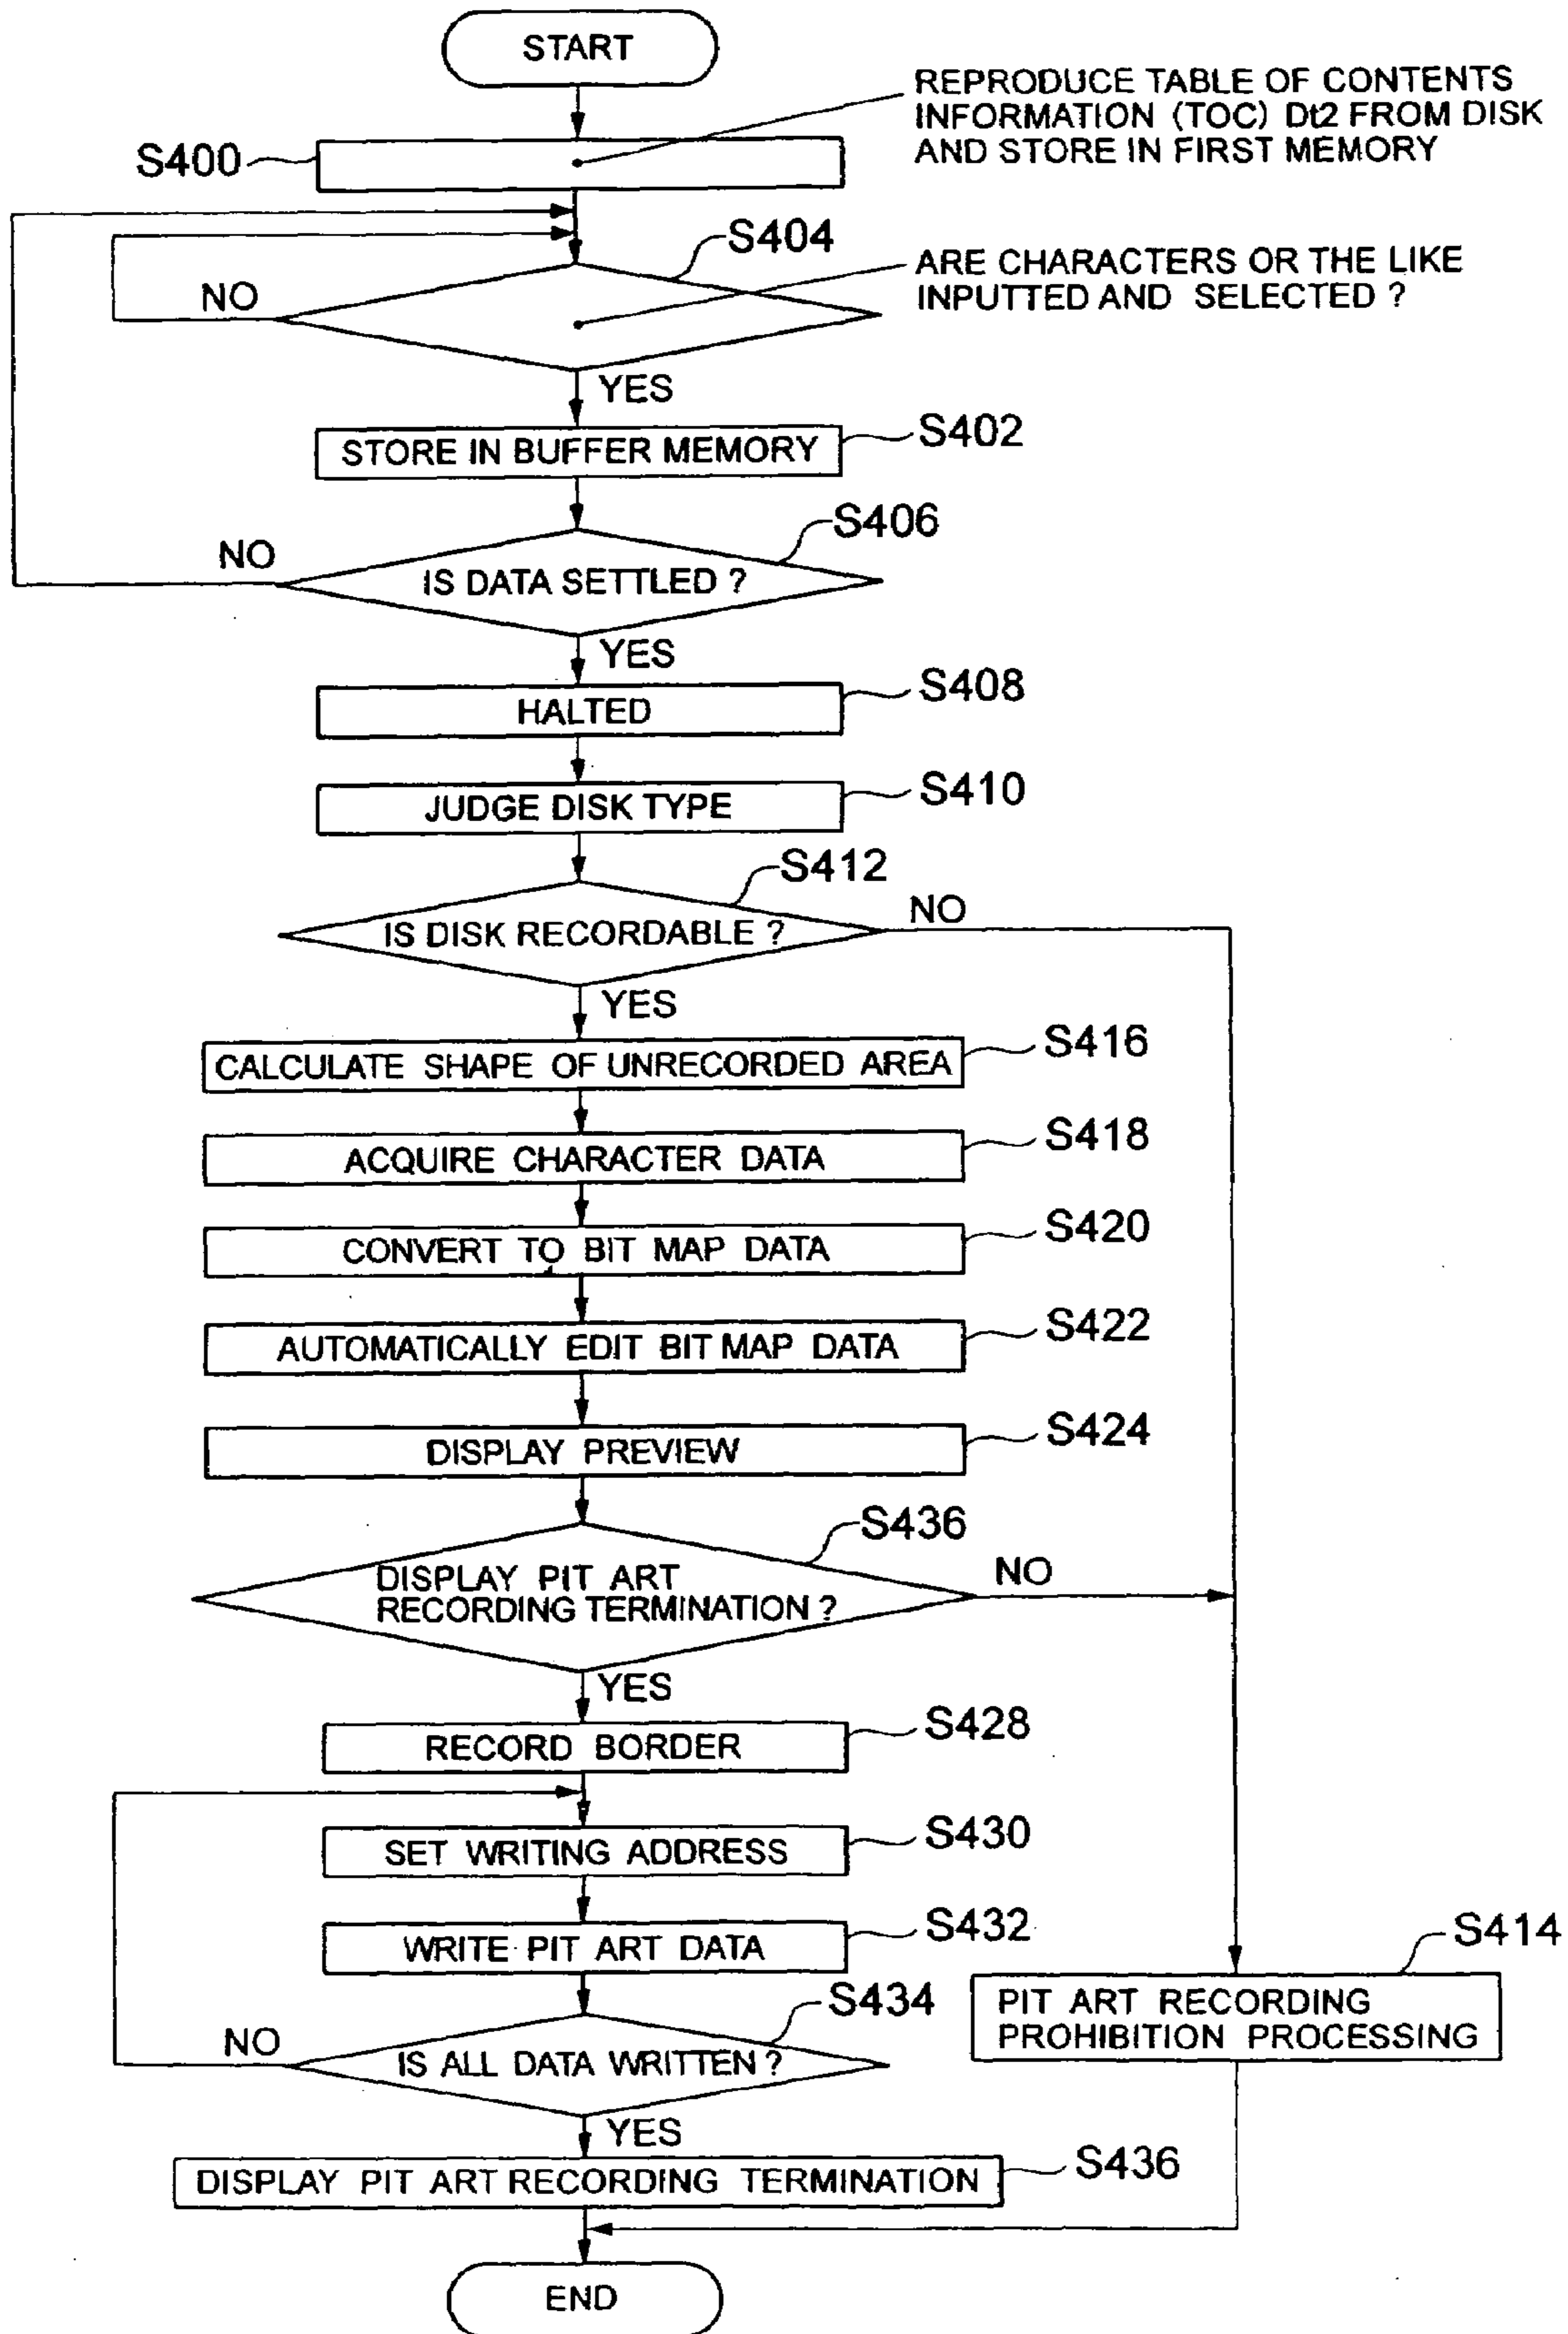 START
REPRODUCE TABLE OF CONTENTS
INFORMATION (TOC) Dt2 FROM DISK
AND STORE IN FIRST MEMORY
S400
S404
ARE CHARACTERS OR THE LIKE
INPUTTED AND SELECTED ?
NO
YES
STORE IN BUFFER MEMORY
S402
S406
NO
IS DATA SETTLED ?
YES
HALTED
S408
JUDGE DISK TYPE
S410
S412
IS DISK RECORDABLE ?
NO
YES
CALCULATE SHAPE OF UNRECORDED AREA
S416
ACQUIRE CHARACTER DATA
S418
CONVERT TO BIT MAP DATA
S420
AUTOMATICALLY EDIT BIT MAP DATA
S422
DISPLAY PREVIEW
S424
S436
DISPLAY PIT ART
RECORDING TERMINATION ?
NO
YES
RECORD BORDER
S428
SET WRITING ADDRESS
S430
WRITE PIT ART DATA
S432
S414
PIT ART RECORDING
PROHIBITION PROCESSING
S434
NO
IS ALL DATA WRITTEN ?
YES
DISPLAY PIT ART RECORDING TERMINATION
S436
END